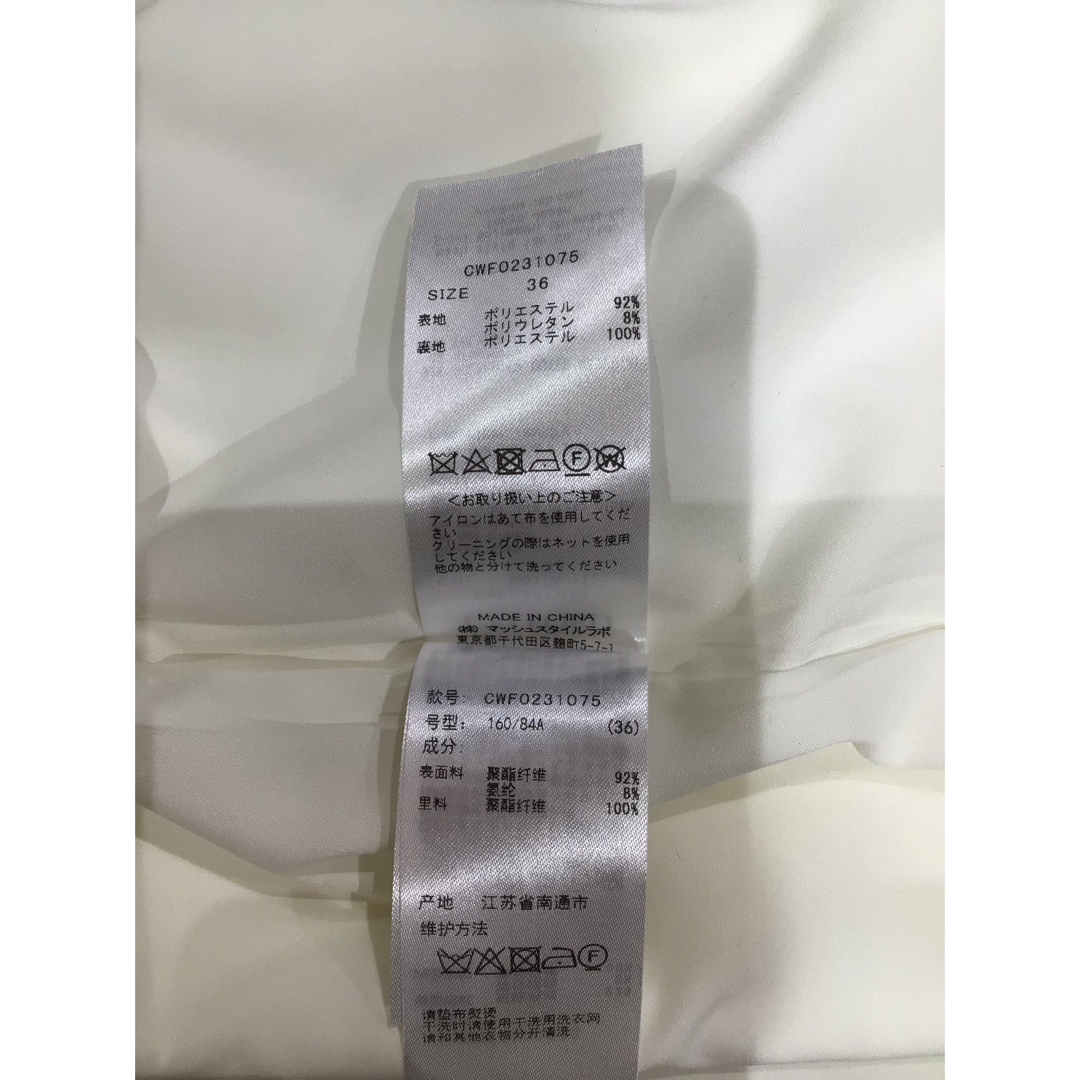 CWFO231075
SIZE 36
表地 ポリエステル 92%
ポリウレタン 8%
裏地 ポリエステル 100%
F W
<お取り扱い上のご注意>
アイロンはあて布を使用してくだ
さい
クリーニングの際はネットを使用
してください
他の物と分けて洗ってください
MADE IN CHINA
㈱ マッシュスタイルラボ
東京都千代田区麹町5-7-1
款号: CWFO231075
号型: 160/84A (36)
成分:
表面料 聚酯纤维 92%
氨纶 8%
里料 聚酯纤维 100%
产地 江苏省南通市
维护方法
F
请垫布熨烫
干洗时请使用干洗用洗衣网
请和其他衣物分开清洗